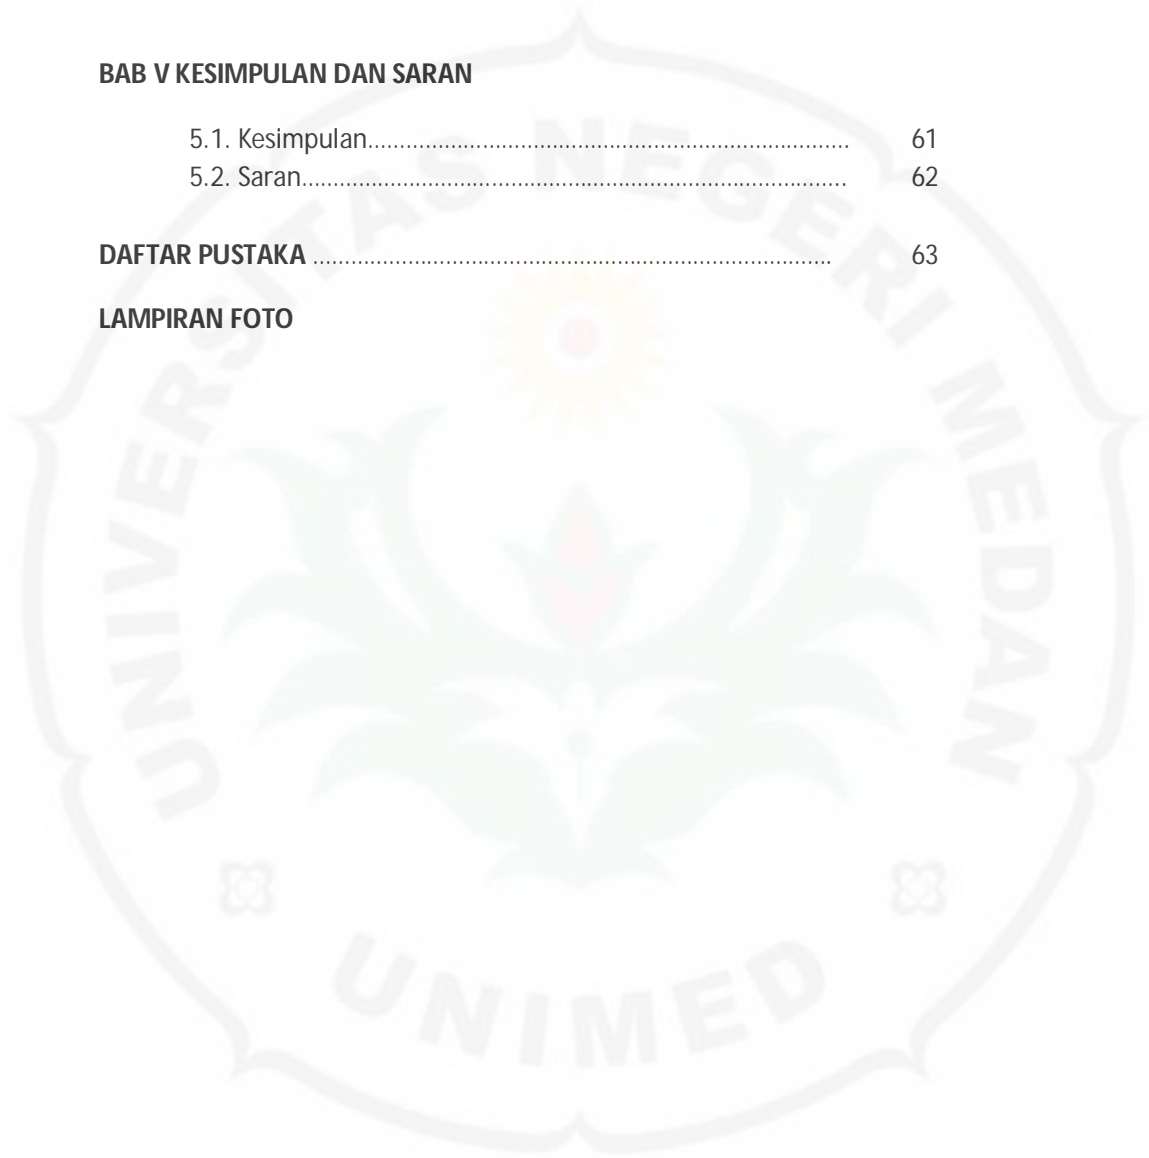 BAB V KESIMPULAN DAN SARAN
5.1. Kesimpulan............................................................................ 61
5.2. Saran....................................................................................... 62
DAFTAR PUSTAKA .................................................................................. 63
LAMPIRAN FOTO
UNIVERSITAS NEGERI MEDAN
UNIMED